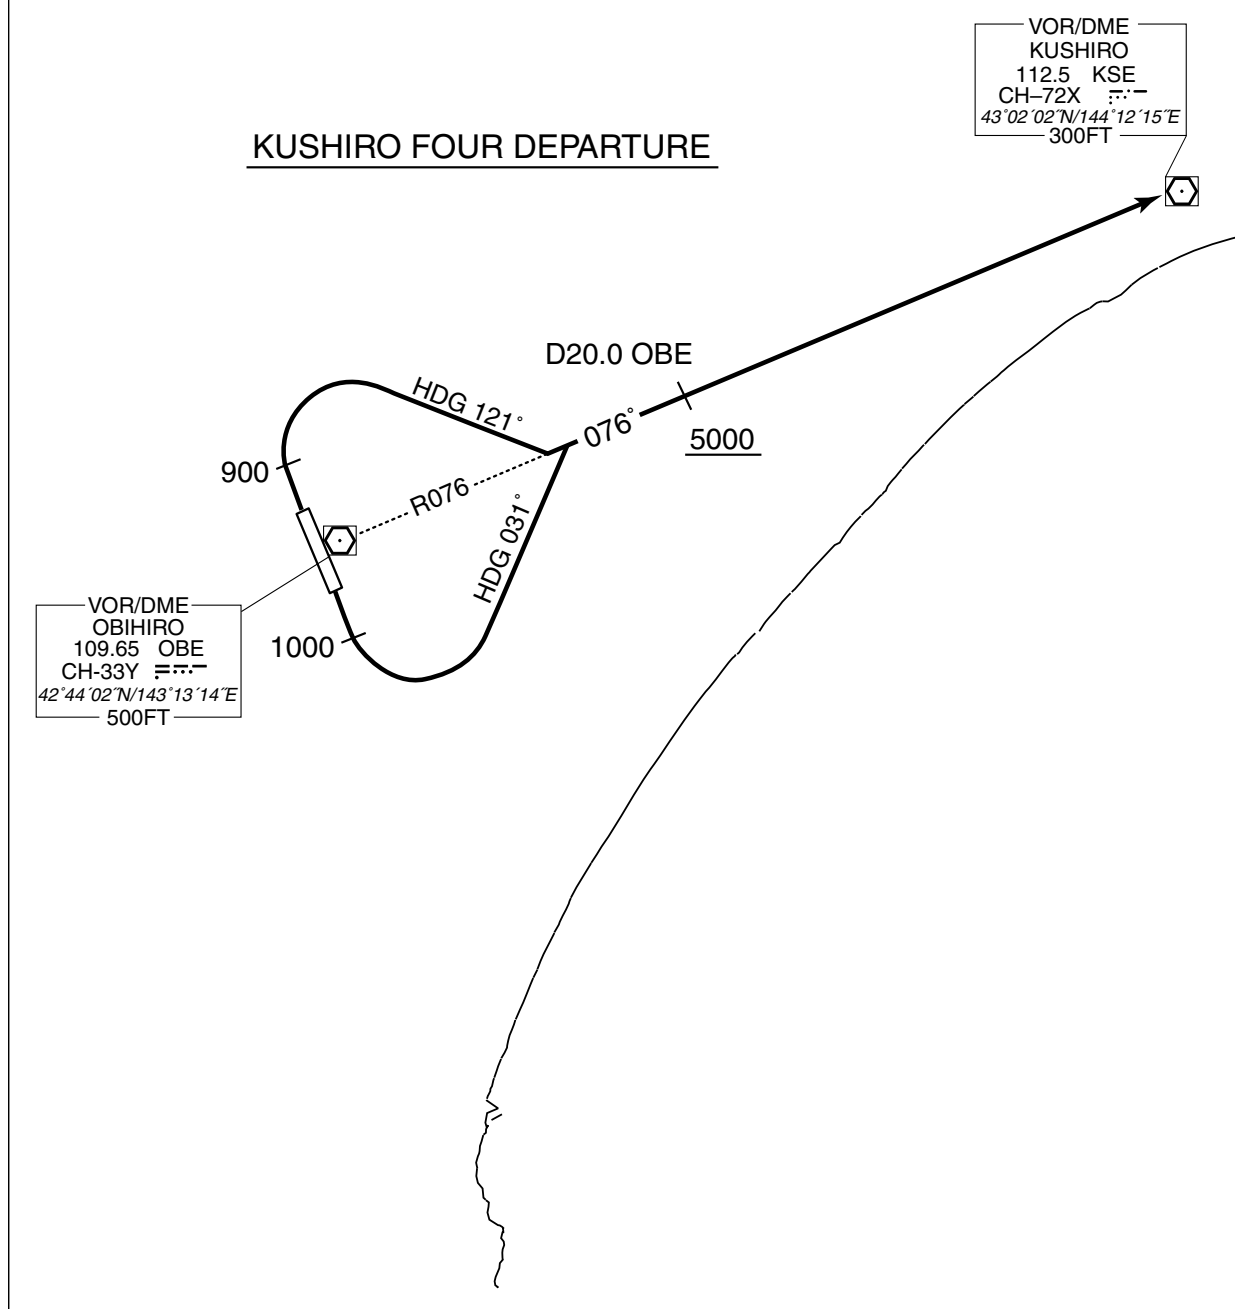 VOR/DME
KUSHIRO
112.5 KSE
CH–72X
43°02´02˝N/144°12´15˝E
300FT
KUSHIRO FOUR DEPARTURE
D20.0 OBE
HDG 121°
076°
5000
900
R076
HDG 031°
VOR/DME
OBIHIRO
109.65 OBE
CH-33Y
42°44´02˝N/143°13´14˝E
500FT
1000